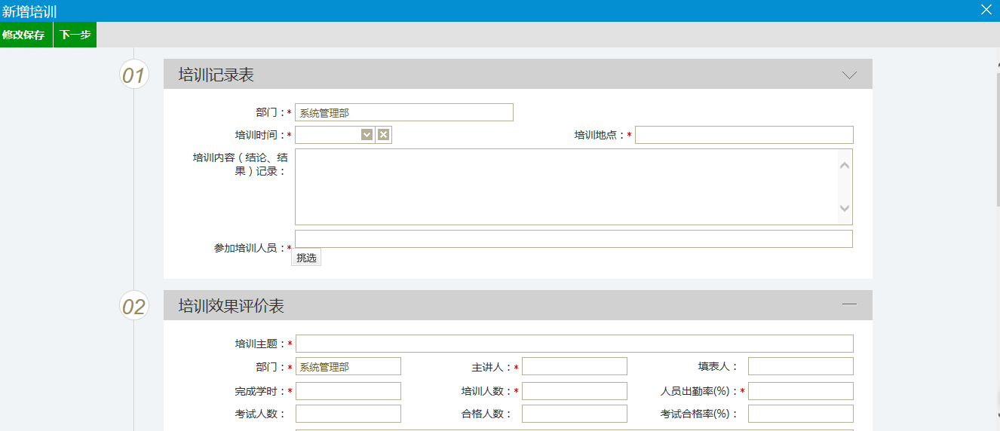 新增培训
修改保存 下一步
01 培训记录表
部门：* 系统管理部
培训时间：* 培训地点：*
培训内容（结论、结
果）记录：
参加培训人员：*
挑选
02 培训效果评价表
培训主题：*
部门：* 系统管理部 主讲人：* 填表人：
完成学时：* 培训人数：* 人员出勤率(%)：*
考试人数： 合格人数： 考试合格率(%)：